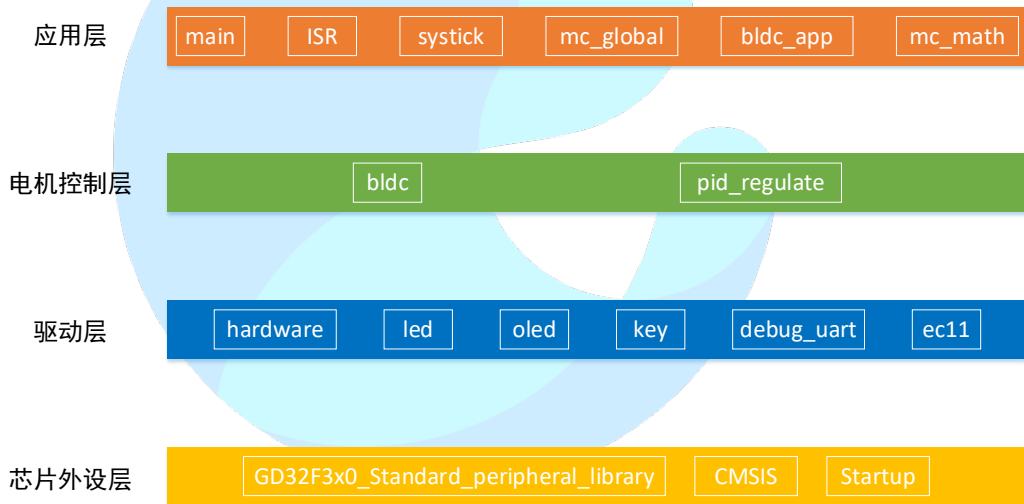 应用层 main ISR systick mc_global bldc_app mc_math
电机控制层 bldc pid_regulate
驱动层 hardware led oled key debug_uart ec11
芯片外设层 GD32F3x0_Standard_peripheral_library CMSIS Startup